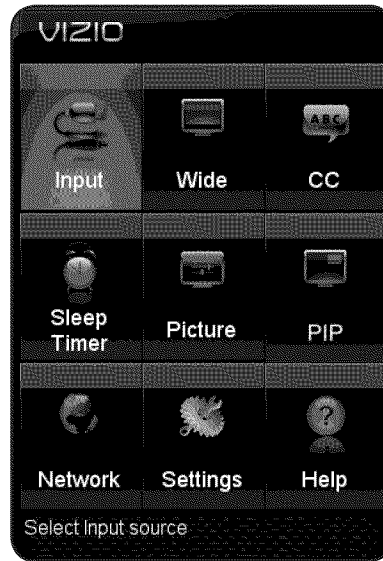 VIZIO
Input Wide CC
ABC
Sleep
Timer Picture PIP
?
Network Settings Help
Select Input source